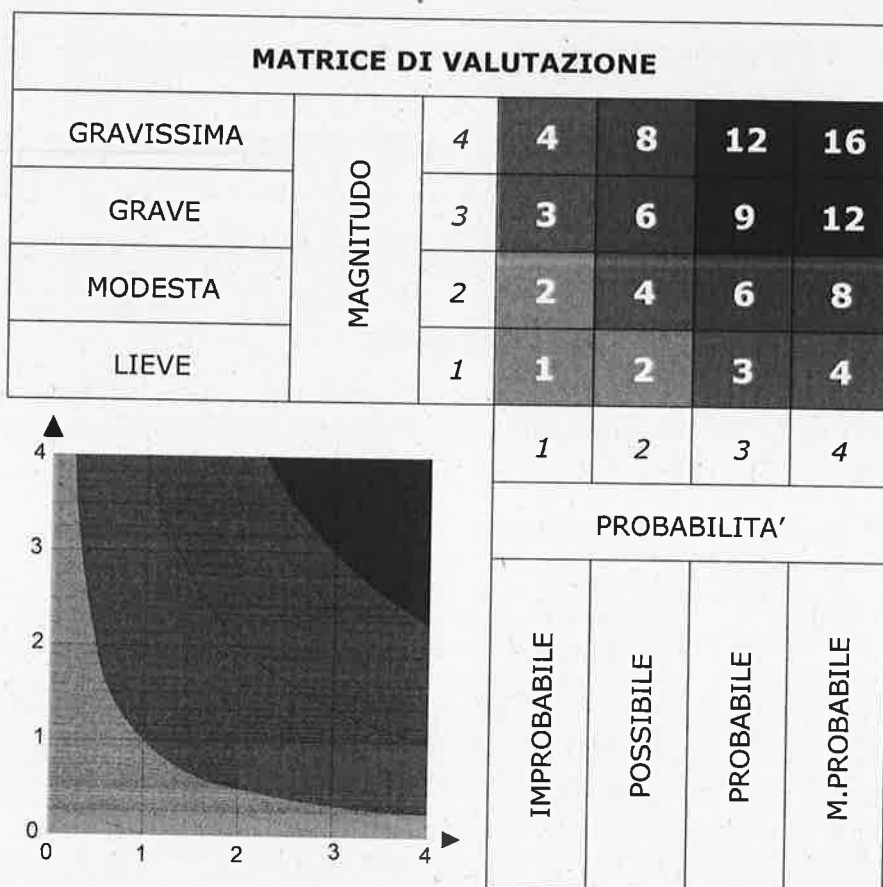 MATRICE DI VALUTAZIONE
GRAVISSIMA
MAGNITUDO
4 4 8 12 16
GRAVE
3 3 6 9 12
MODESTA
2 2 4 6 8
LIEVE
1 1 2 3 4
1 2 3 4
PROBABILITA’
IMPROBABILE
POSSIBILE
PROBABILE
M.PROBABILE
4
3
2
1
0
0 1 2 3 4